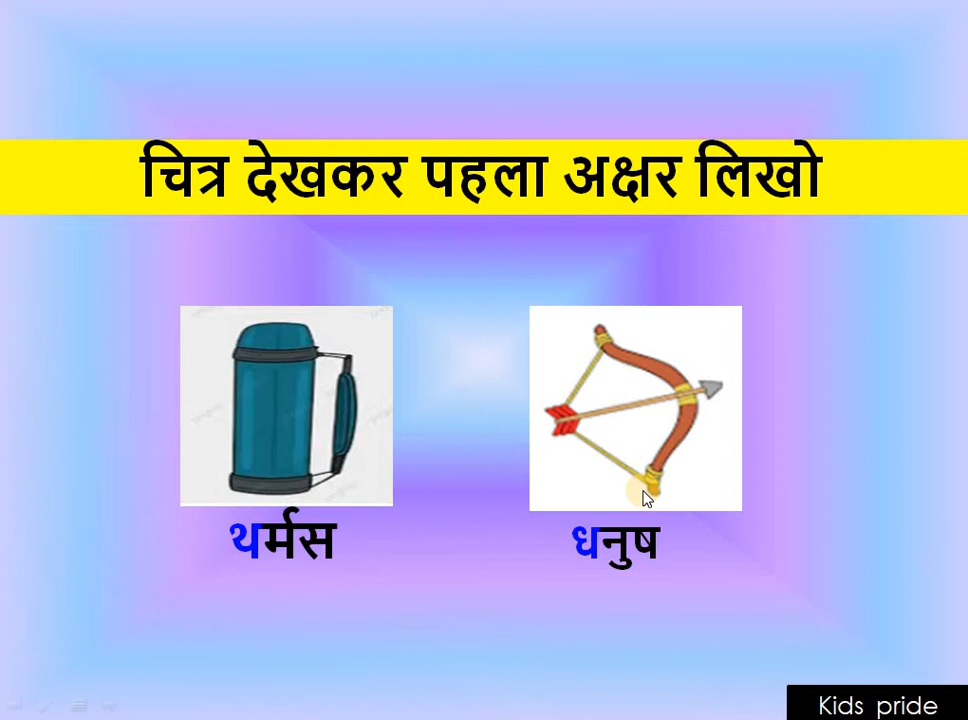 चित्र देखकर पहला अक्षर लिखो
थर्मस
धनुष
Kids pride